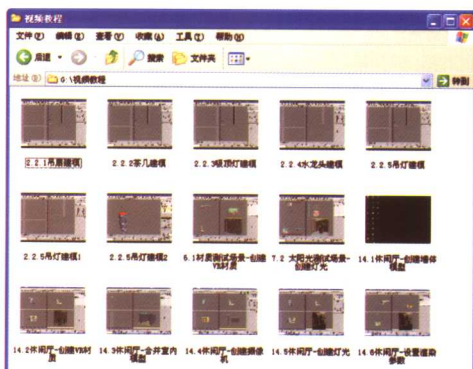 视频教程
文件(F) 编辑(E) 查看(V) 收藏(A) 工具(T) 帮助(H)
后退 搜索 文件夹
地址(D) G:\视频教程 转到
2.2.1吊扇建模 2.2.2茶几建模 2.2.3吸顶灯建模 2.2.4水龙头建模 2.2.5吊灯建模
2.2.5吊灯建模1 2.2.5吊灯建模2 6.1材质测试场景-创建VR材质 7.2 太阳光测试场景-创建灯光 14.1休闲厅-创建墙体模型
14.2休闲厅-创建VR材质 14.3休闲厅-合并室内模型 14.4休闲厅-创建摄像机 14.5休闲厅-创建灯光 14.6休闲厅-设置渲染参数